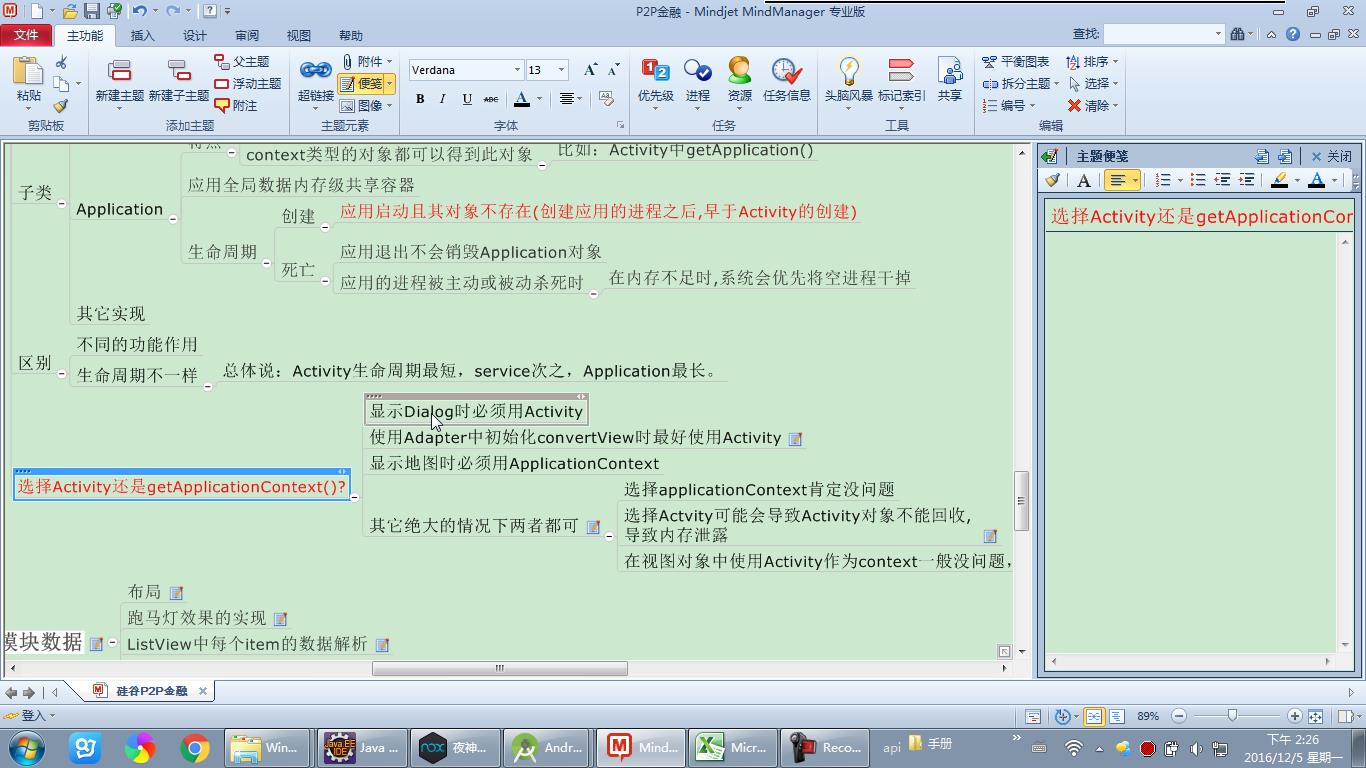 P2P金融 - Mindjet MindManager 专业版
文件 主功能 插入 设计 审阅 视图 帮助 查找:
粘贴 新建主题 新建子主题 父主题 浮动主题 附注 超链接 附件 便笺 图像 Verdana 13 B I U ABC A 优先级 进程 资源 任务信息 头脑风暴 标记索引 共享 平衡图表 拆分主题 编号 排序 选择 清除
剪贴板 添加主题 主题元素 字体 任务 工具 编辑
context类型的对象都可以得到此对象 比如：Activity中getApplication()
子类
Application
应用全局数据内存级共享容器
生命周期
创建
应用启动且其对象不存在(创建应用的进程之后,早于Activity的创建)
死亡
应用退出不会销毁Application对象
应用的进程被主动或被动杀死时
在内存不足时,系统会优先将空进程干掉
其它实现
区别
不同的功能作用
生命周期不一样
总体说：Activity生命周期最短，service次之，Application最长。
选择Activity还是getApplicationContext()?
显示Dialog时必须用Activity
使用Adapter中初始化convertView时最好使用Activity
显示地图时必须用ApplicationContext
其它绝大的情况下两者都可
选择applicationContext肯定没问题
选择Actvity可能会导致Activity对象不能回收,
导致内存泄露
在视图对象中使用Activity作为context一般没问题，
模块数据
布局
跑马灯效果的实现
ListView中每个item的数据解析
主题便笺 关闭
选择Activity还是getApplicationCor
硅谷P2P金融
登入
89%
Win... Java ... 夜神... Andr... Mind... Micr... Reco... api 手册
下午 2:26
2016/12/5 星期一